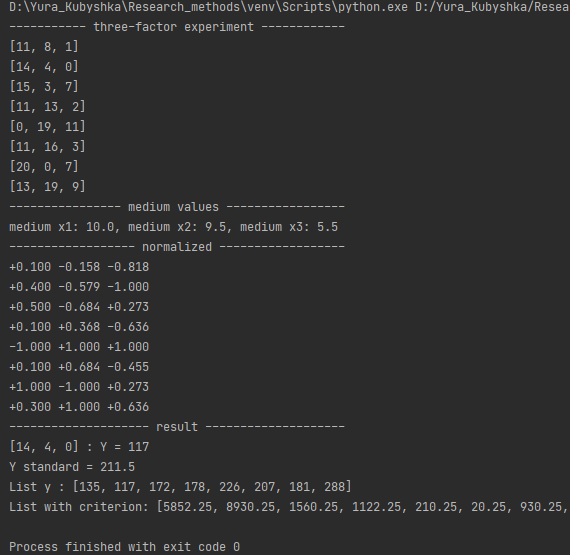 D:\Yura_Kubyshka\Research_methods\venv\Scripts\python.exe D:/Yura_Kubyshka/Resea
----------- three-factor experiment -----------
[11, 8, 1]
[14, 4, 0]
[15, 3, 7]
[11, 13, 2]
[0, 19, 11]
[11, 16, 3]
[20, 0, 7]
[13, 19, 9]
---------------- medium values -----------------
medium x1: 10.0, medium x2: 9.5, medium x3: 5.5
------------------ normalized ------------------
+0.100 -0.158 -0.818
+0.400 -0.579 -1.000
+0.500 -0.684 +0.273
+0.100 +0.368 -0.636
-1.000 +1.000 +1.000
+0.100 +0.684 -0.455
+1.000 -1.000 +0.273
+0.300 +1.000 +0.636
-------------------- result --------------------
[14, 4, 0] : Y = 117
Y standard = 211.5
List y : [135, 117, 172, 178, 226, 207, 181, 288]
List with criterion: [5852.25, 8930.25, 1560.25, 1122.25, 210.25, 20.25, 930.25,
Process finished with exit code 0